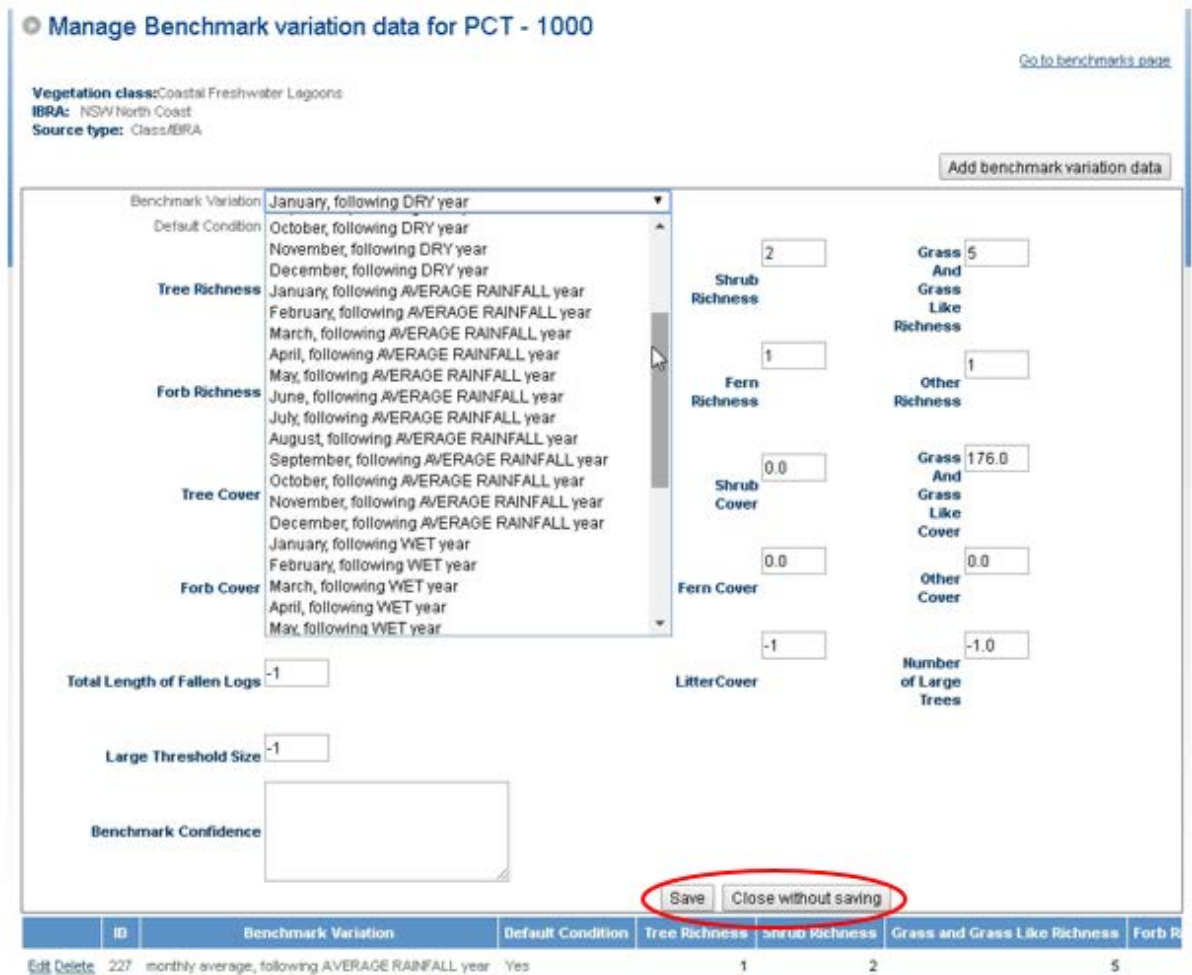 Manage Benchmark variation data for PCT - 1000
Go to benchmarks page
Vegetation class:Coastal Freshwater Lagoons
IBRA: NSW North Coast
Source type: Class/IBRA
Add benchmark variation data
Benchmark Variation January, following DRY year
Default Condition
October, following DRY year
November, following DRY year
December, following DRY year
January, following AVERAGE RAINFALL year
February, following AVERAGE RAINFALL year
March, following AVERAGE RAINFALL year
April, following AVERAGE RAINFALL year
May, following AVERAGE RAINFALL year
June, following AVERAGE RAINFALL year
July, following AVERAGE RAINFALL year
August, following AVERAGE RAINFALL year
September, following AVERAGE RAINFALL year
October, following AVERAGE RAINFALL year
November, following AVERAGE RAINFALL year
December, following AVERAGE RAINFALL year
January, following WET year
February, following WET year
March, following WET year
April, following WET year
May, following WET year
Tree Richness
Shrub
Richness
2
Grass
And
Grass
Like
Richness
5
Forb Richness
Fern
Richness
1
Other
Richness
1
Tree Cover
Shrub
Cover
0.0
Grass
And
Grass
Like
Cover
176.0
Forb Cover
Fern Cover
0.0
Other
Cover
0.0
Total Length of Fallen Logs -1
LitterCover
-1
Number
of Large
Trees
-1.0
Large Threshold Size -1
Benchmark Confidence
Save Close without saving
ID Benchmark Variation Default Condition Tree Richness Shrub Richness Grass and Grass Like Richness Forb R
Edit Delete 227 monthly average, following AVERAGE RAINFALL year Yes 1 2 5